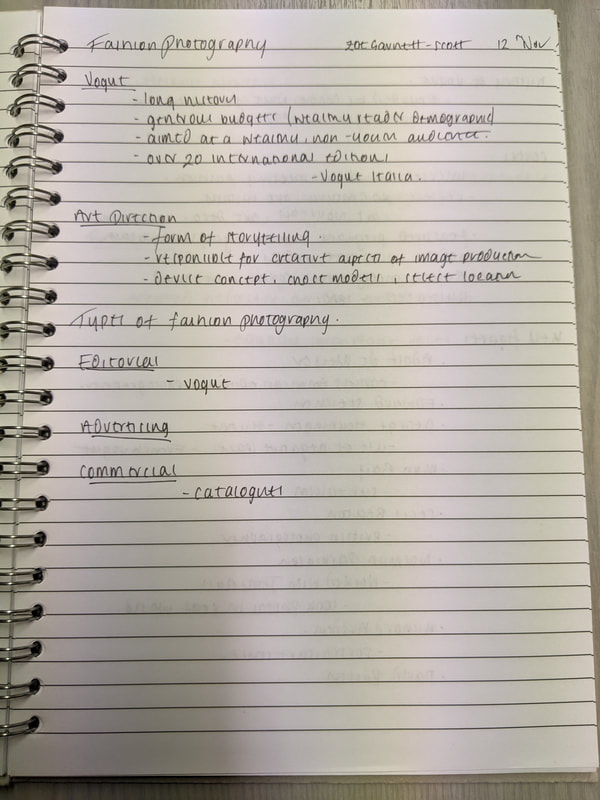 Fashion Photography Zoe Gaunett-Scott 12 Nov
Vogue
- long history
- generous budgets (wealthy reader demographic)
- aimed at a wealthy, non-youth audience.
- over 20 international editions
- Vogue Italia.
Art Direction
- form of storytelling.
- responsible for creative aspects of image production
- devise concept, choose models, select location
Types of fashion photography.
Editorial
- Vogue
Advertising
Commercial
- catalogues